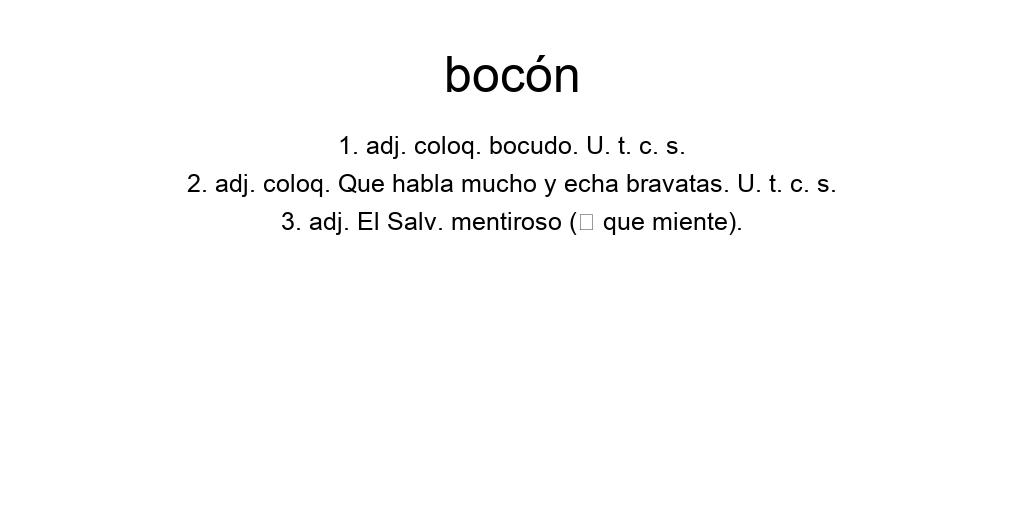 bocón
1. adj. coloq. bocudo. U. t. c. s.
2. adj. coloq. Que habla mucho y echa bravatas. U. t. c. s.
3. adj. El Salv. mentiroso (□ que miente).